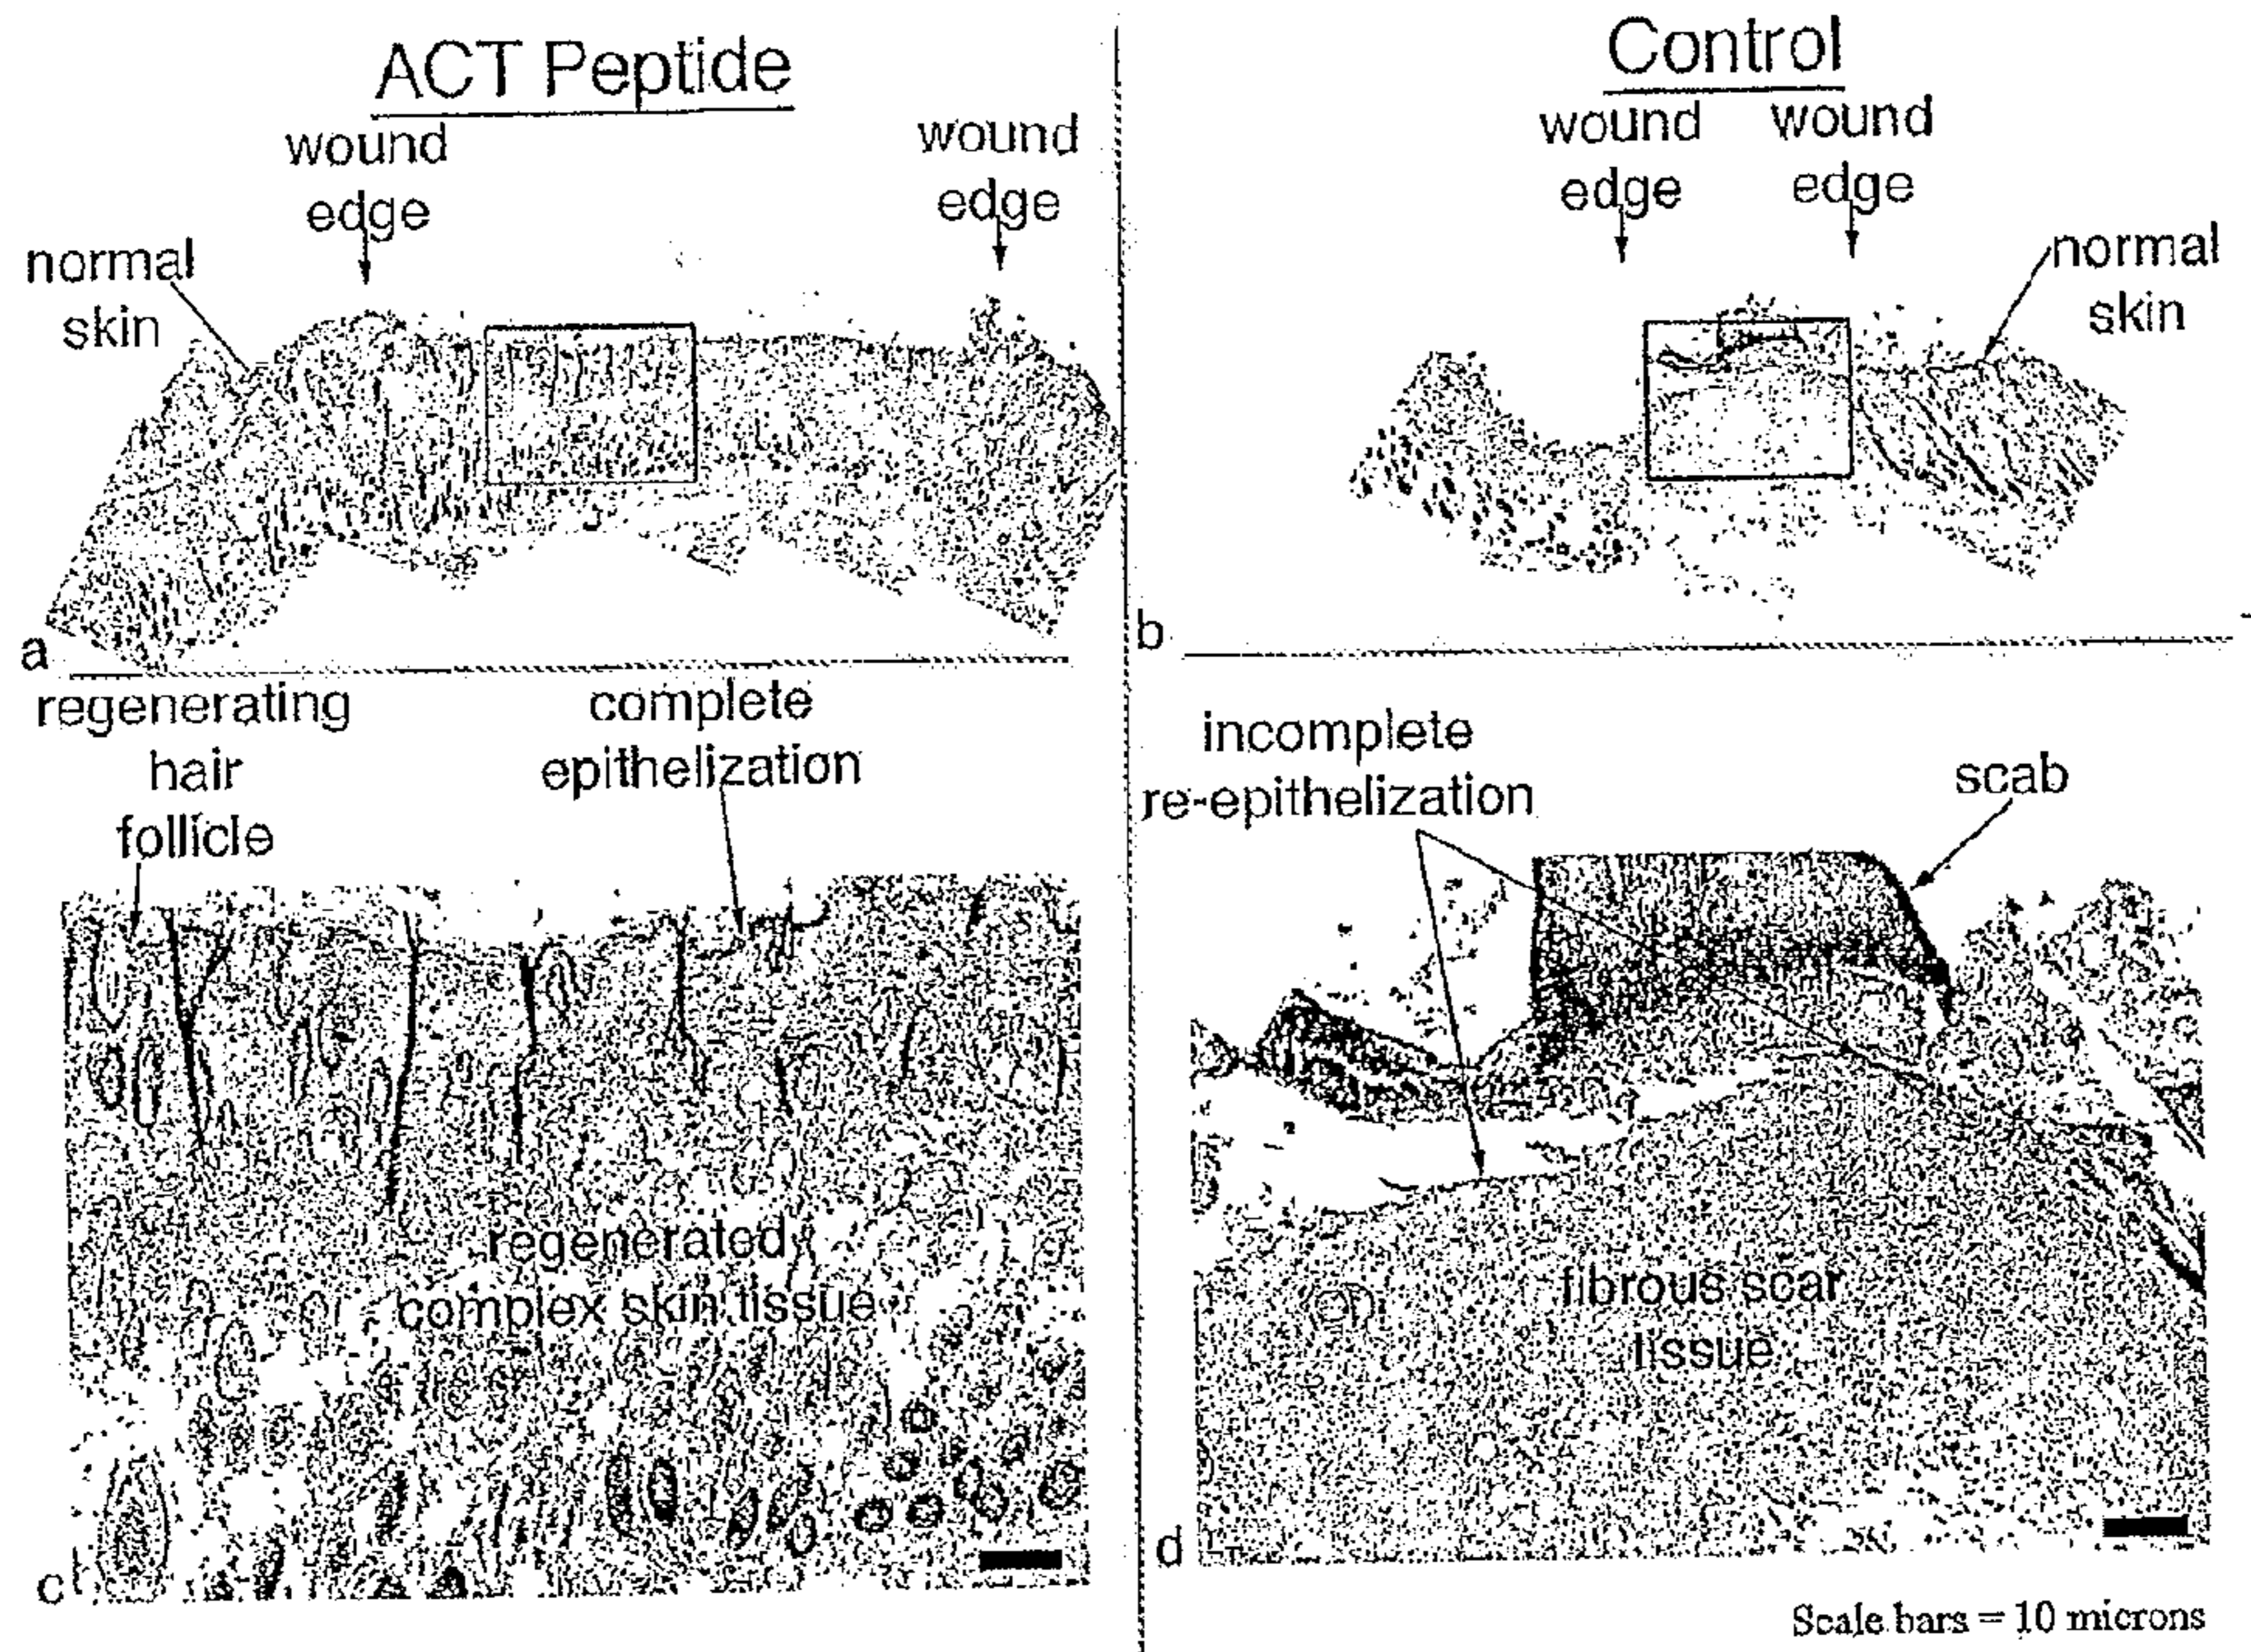 ACT Peptide
wound
edge
wound
edge
normal
skin
a
Control
wound
edge
wound
edge
normal
skin
b
regenerating
hair
follicle
complete
epithelization
regenerated
complex skin tissue
c
incomplete
re-epithelization
scab
fibrous scar
tissue
d
Scale bars = 10 microns